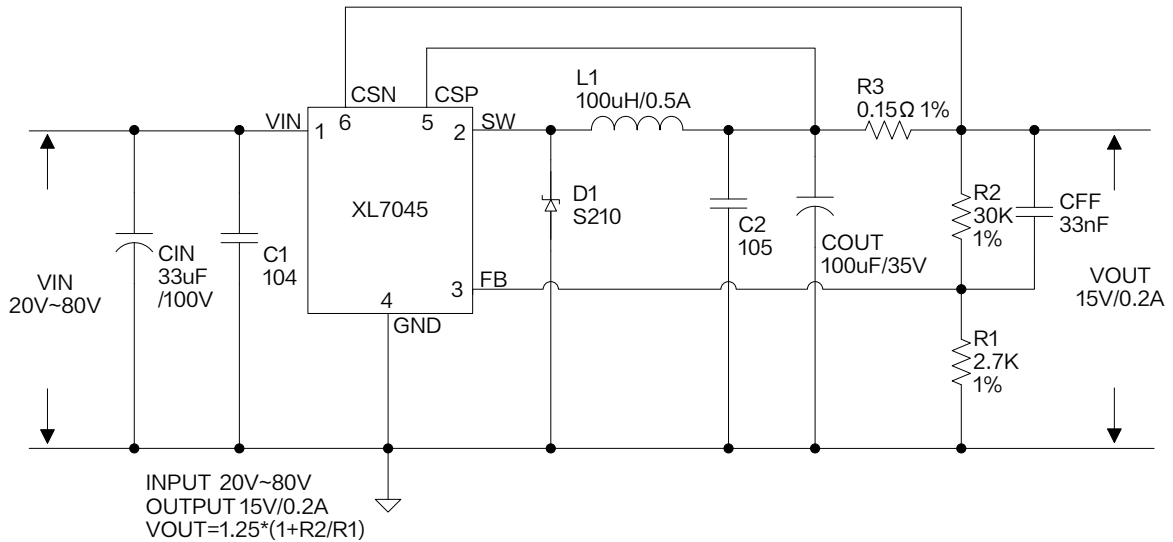 CSN
CSP
6
5
VIN
1
2
SW
XL7045
3
FB
4
GND
L1
100uH/0.5A
R3
0.15Ω 1%
VIN
20V~80V
CIN
33uF
/100V
C1
104
D1
S210
C2
105
COUT
100uF/35V
R2
30K
1%
CFF
33nF
R1
2.7K
1%
VOUT
15V/0.2A
INPUT 20V~80V
OUTPUT 15V/0.2A
VOUT=1.25*(1+R2/R1)